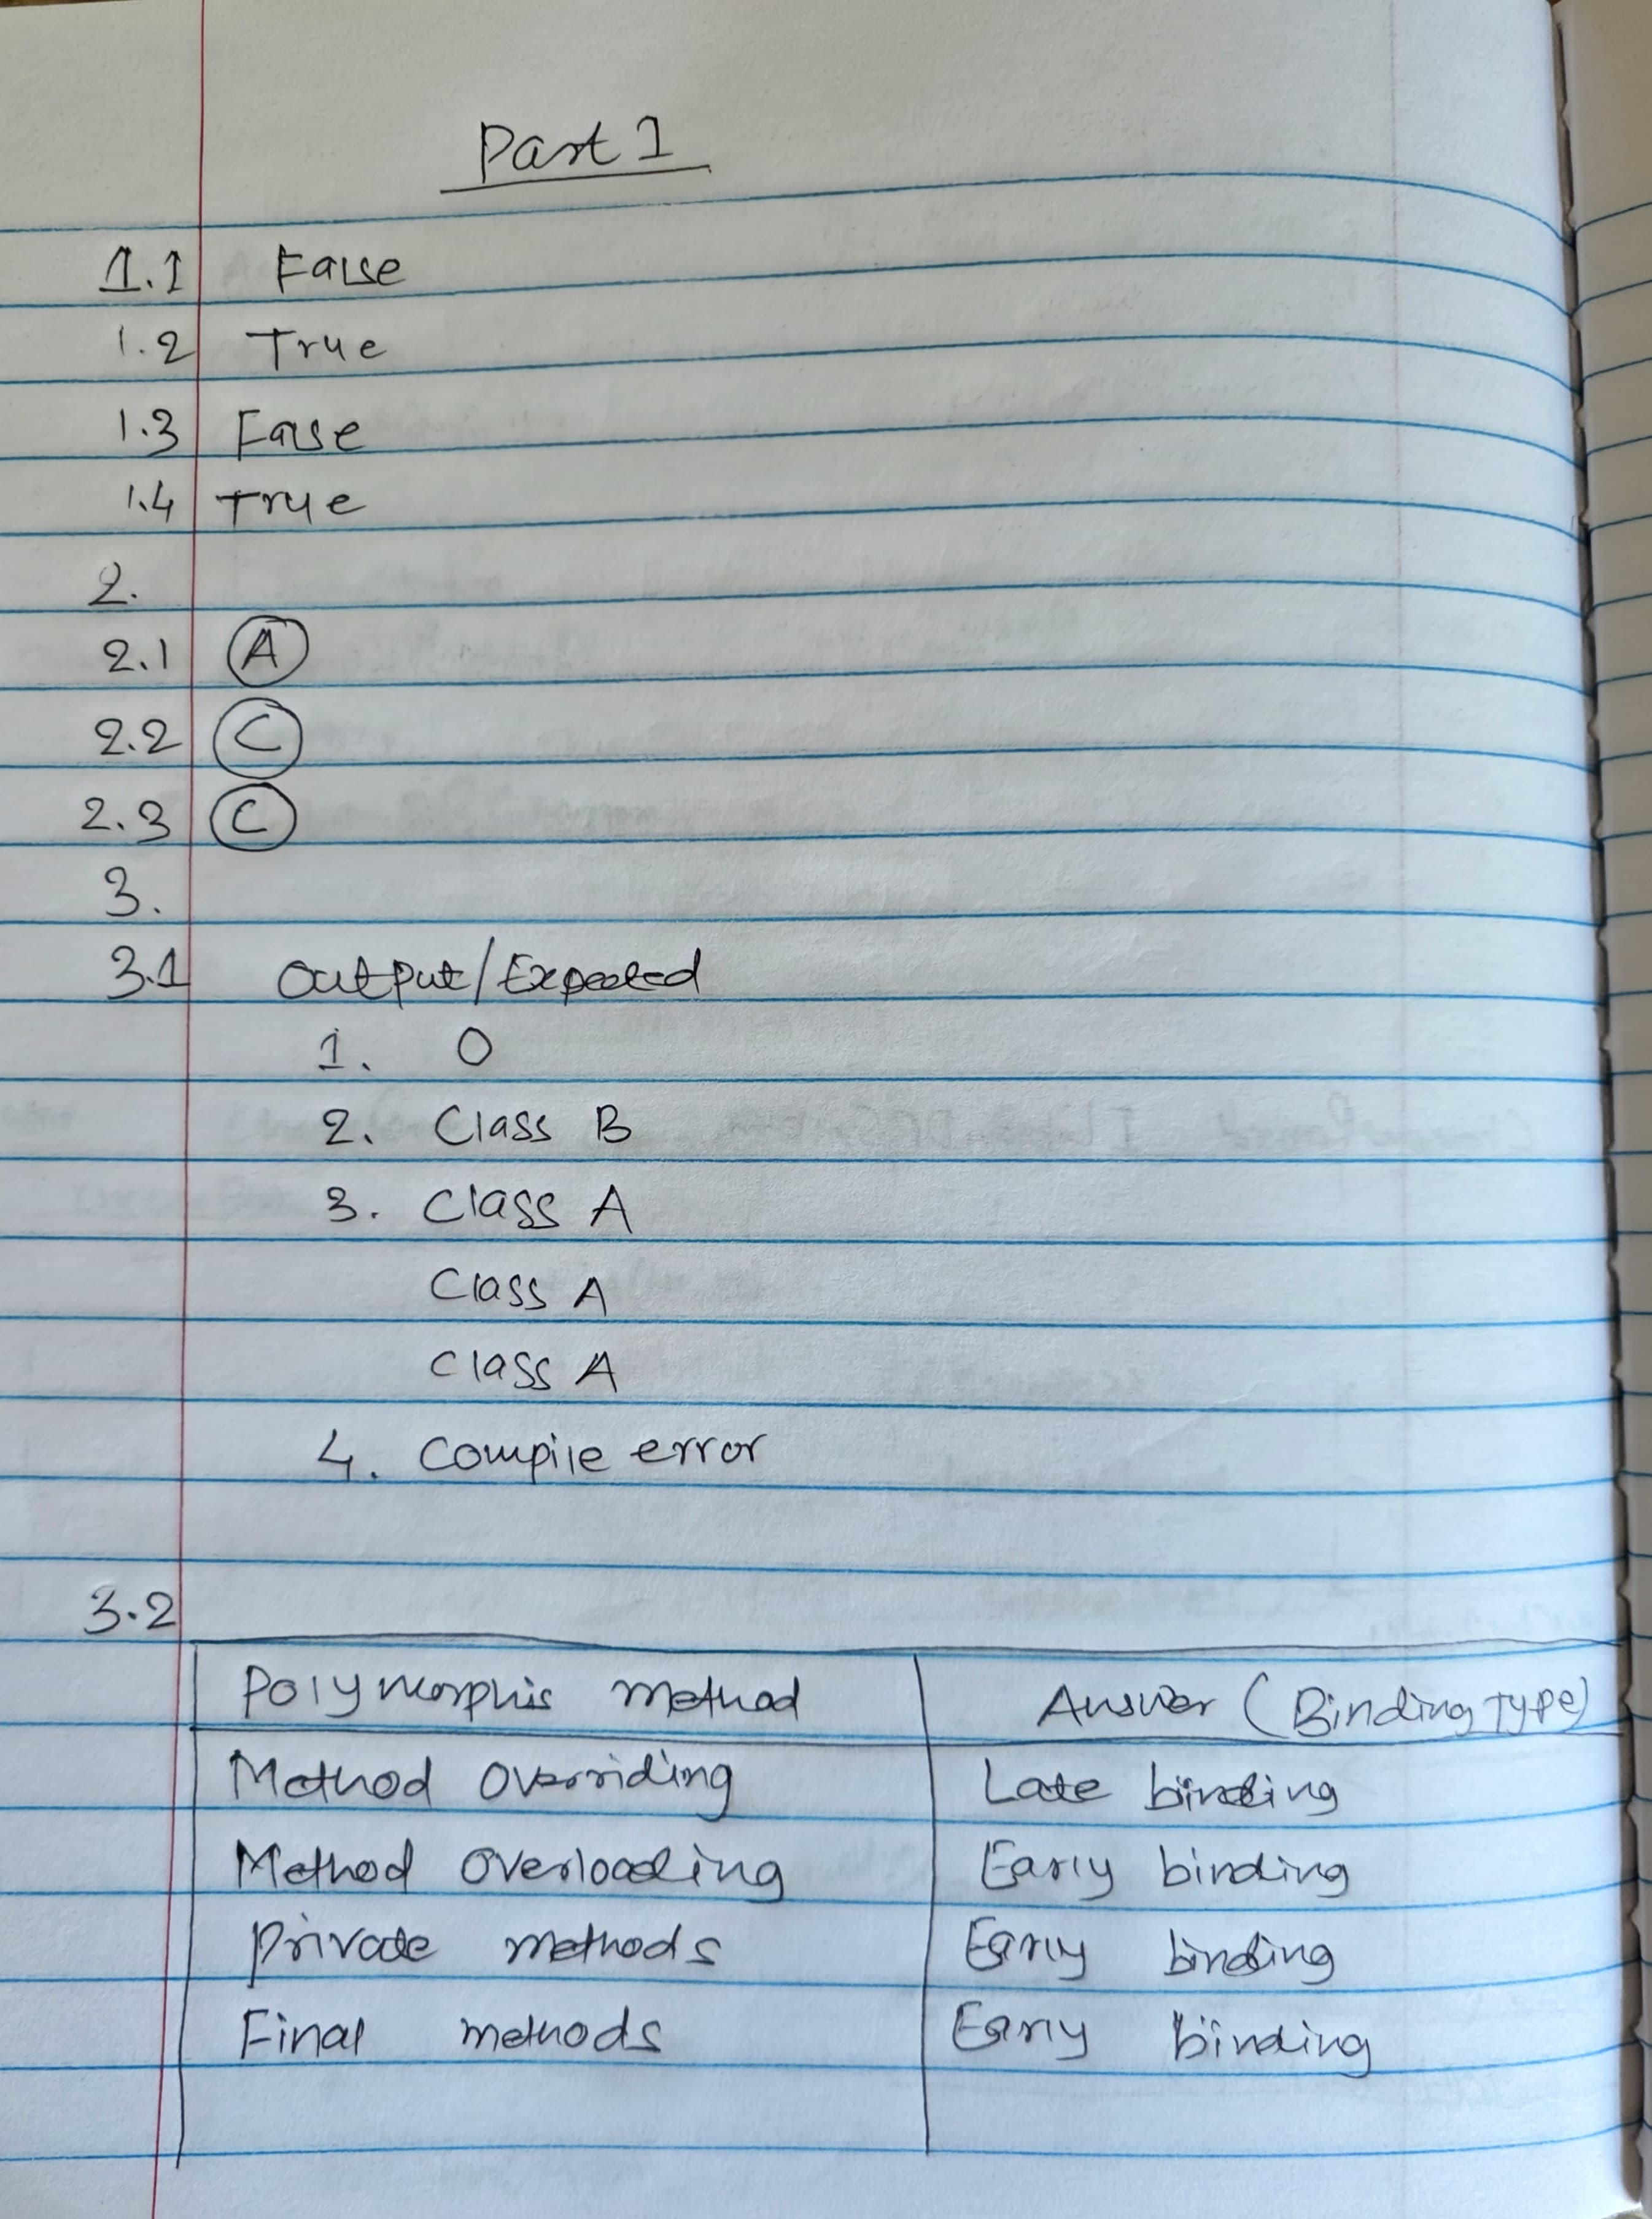 Part 1
1.1 False
1.2 True
1.3 False
1.4 True
2.
2.1 A
2.2 C
2.3 C
3.
3.1 Output/Expected
1. 0
2. Class B
3. Class A
Class A
Class A
4. Compile error
3.2
Polymorphis method Answer (Binding Type)
Method Overriding Late binding
Method Overloading Early binding
Private methods Early binding
Final methods Early binding